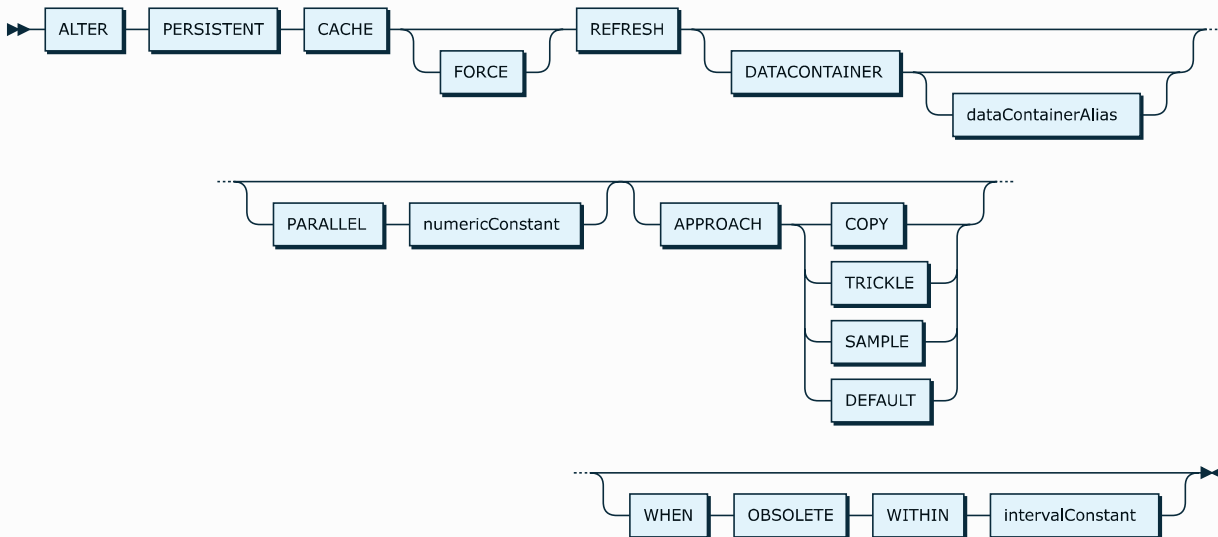 ALTER PERSISTENT CACHE REFRESH
FORCE DATACONTAINER
dataContainerAlias
PARALLEL numericConstant APPROACH COPY
TRICKLE
SAMPLE
DEFAULT
WHEN OBSOLETE WITHIN intervalConstant